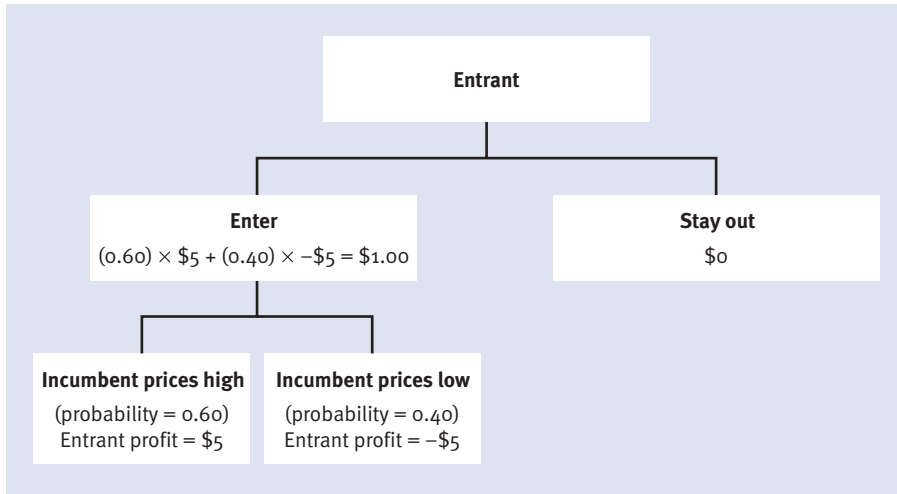 Entrant
Enter
(0.60) × $5 + (0.40) × –$5 = $1.00
Stay out
$0
Incumbent prices high
(probability = 0.60)
Entrant profit = $5
Incumbent prices low
(probability = 0.40)
Entrant profit = –$5